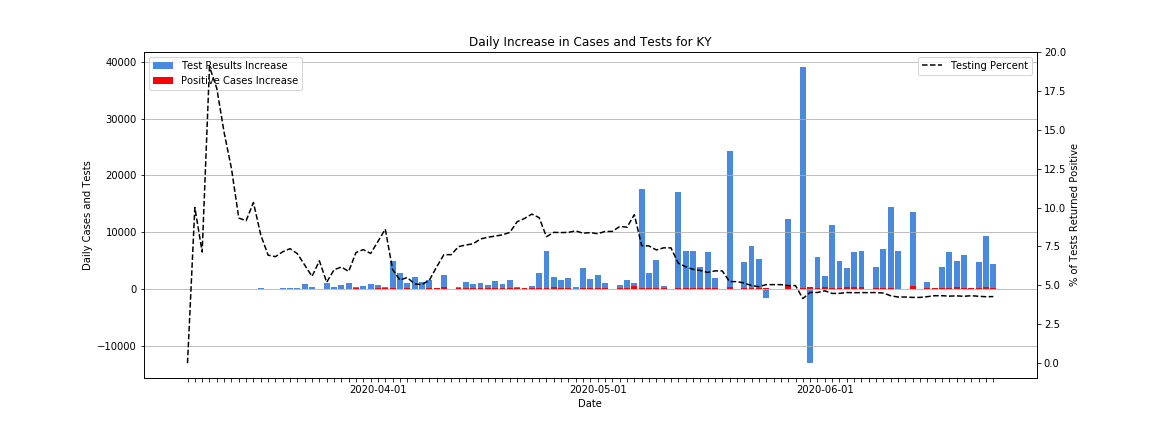 Daily Increase in Cases and Tests for KY
Test Results Increase
Positive Cases Increase
Testing Percent
40000
30000
20000
10000
0
−10000
Daily Cases and Tests
20.0
17.5
15.0
12.5
10.0
7.5
5.0
2.5
0.0
% of Tests Returned Positive
2020-04-01
2020-05-01
2020-06-01
Date